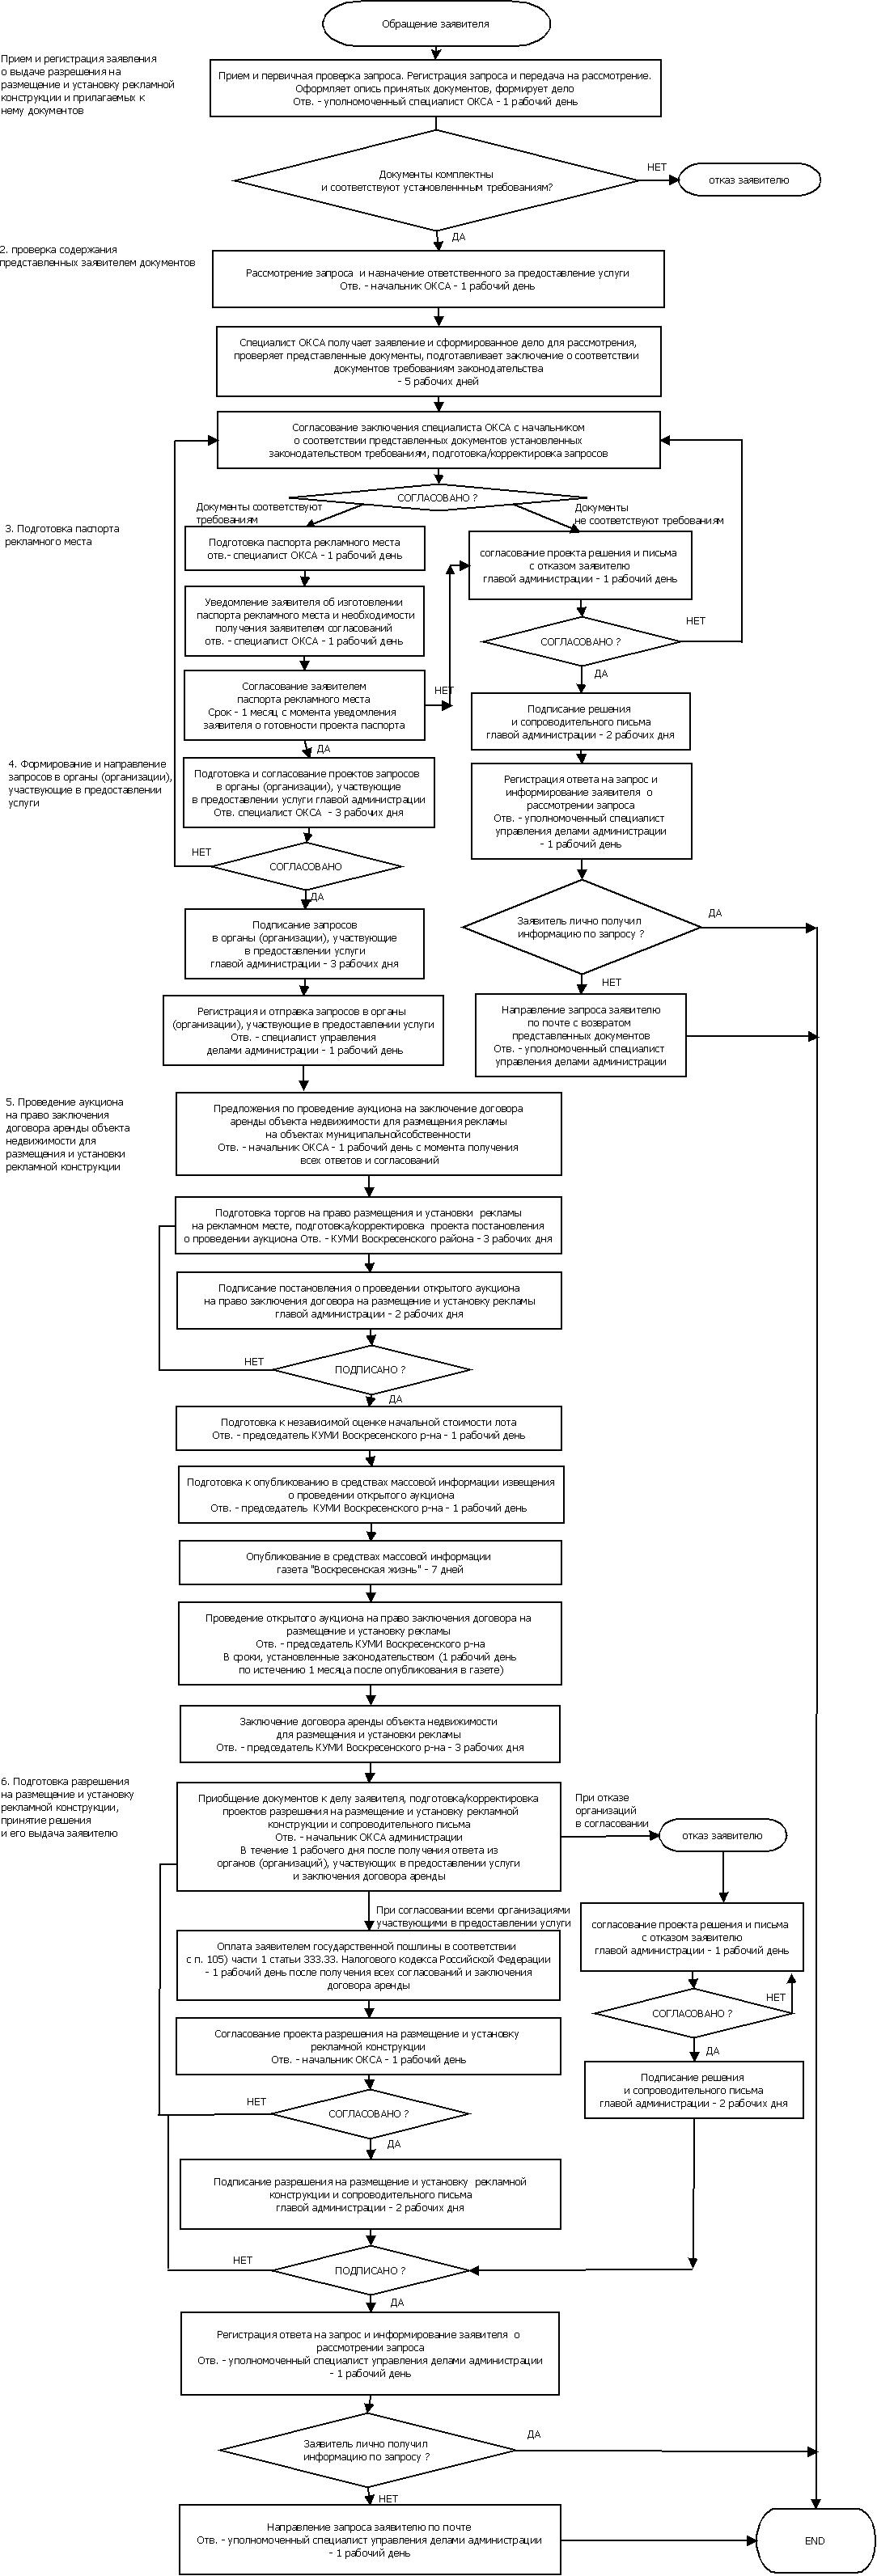 Обращение заявителя
Прием и регистрация заявления
о выдаче разрешения на
размещение и установку рекламной
конструкции и прилагаемых к
нему документов
Прием и первичная проверка запроса. Регистрация запроса и передача на рассмотрение.
Оформляет опись принятых документов, формирует дело
Отв. - уполномоченный специалист ОКСА - 1 рабочий день
Документы комплектны
и соответствуют установленнным требованиям?
НЕТ
отказ заявителю
ДА
2. проверка содержания
представленных заявителем документов
Рассмотрение запроса  и назначение ответственного за предоставление услуги
Отв. - начальник ОКСА - 1 рабочий день
Специалист ОКСА получает заявление и сформированное дело для рассмотрения,
проверяет представленные документы, подготавливает заключение о соответствии
документов требованиям законодательства
- 5 рабочих дней
Согласование заключения специалиста ОКСА с начальником
о соответствии представленных документов установленных
законодательством требованиям, подготовка/корректировка запросов
СОГЛАСОВАНО ?
Документы соответствуют
требованиям
Документы
не соответствуют требованиям
3. Подготовка паспорта
рекламного места
Подготовка паспорта рекламного места
отв.- специалист ОКСА - 1 рабочий день
согласование проекта решения и письма
с отказом заявителю
главой администрации - 1 рабочий день
Уведомление заявителя об изготовлении
паспорта рекламного места и необходимости
получения заявителем согласований
отв. - специалист ОКСА - 1 рабочий день
СОГЛАСОВАНО ?
НЕТ
ДА
Согласование заявителем
паспорта рекламного места
Срок - 1 месяц с момента уведомления
заявителя о готовности проекта паспорта
НЕТ
ДА
Подписание решения
и сопроводительного письма
главой администрации - 2 рабочих дня
4. Формирование и направление
запросов в органы (организации),
участвующие в предоставлении
услуги
Подготовка и согласование проектов запросов
в органы (организации), участвующие
в предоставлении услуги главой администрации
Отв. специалист ОКСА  - 3 рабочих дня
Регистрация ответа на запрос и
информирование заявителя  о
рассмотрении запроса
Отв. - уполномоченный специалист
управления делами администрации
- 1 рабочий день
НЕТ
СОГЛАСОВАНО
ДА
Подписание запросов
в органы (организации), участвующие
в предоставлении услуги
главой администрации - 3 рабочих дня
Заявитель лично получил
информацию по запросу ?
ДА
НЕТ
Регистрация и отправка запросов в органы
(организации), участвующие в предоставлении услуги
Отв. - специалист управления
делами администрации - 1 рабочий день
Направление запроса заявителю
по почте с возвратом
представленных документов
Отв. - уполномоченный специалист
управления делами администрации
5. Проведение аукциона
на право заключения
договора аренды объекта
недвижимости для
размещения и установки
рекламной конструкции
Предложения по проведение аукциона на заключение договора
аренды объекта недвижимости для размещения рекламы
на объектах муниципальнойсобственности
Отв. - начальник ОКСА - 1 рабочий день с момента получения
всех ответов и согласований
Подготовка торгов на право размещения и установки  рекламы
на рекламном месте, подготовка/корректировка  проекта постановления
о проведении аукциона Отв. - КУМИ Воскресенского района - 3 рабочих дня
Подписание постановления о проведении открытого аукциона
на право заключения договора на размещение и установку рекламы
главой администрации - 2 рабочих дня
НЕТ
ПОДПИСАНО ?
ДА
Подготовка к независимой оценке начальной стоимости лота
Отв. - председатель КУМИ Воскресенского р-на - 1 рабочий день
Подготовка к опубликованию в средствах массовой информации извещения
о проведении открытого аукциона
Отв. - председатель  КУМИ Воскресенского р-на - 1 рабочий день
Опубликование в средствах массовой информации
газета "Воскресенская жизнь" - 7 дней
Проведение открытого аукциона на право заключения договора на
размещение и установку рекламы
Отв. - председатель КУМИ Воскресенского р-на
В сроки, установленные законодательством (1 рабочий день
по истечению 1 месяца после опубликования в газете)
Заключение договора аренды объекта недвижимости
для размещения и установки рекламы
Отв. - председатель КУМИ Воскресенского р-на - 3 рабочих дня
6. Подготовка разрешения
на размещение и установку
рекламной конструкции,
принятие решения
и его выдача заявителю
Приобщение документов к делу заявителя, подготовка/корректировка
проектов разрешения на размещение и установку рекламной
конструкции и сопроводительного письма
Отв. - начальник ОКСА администрации
В течение 1 рабочего дня после получения ответа из
органов (организаций), участвующих в предоставлении услуги
и заключения договора аренды
При отказе
организаций
в согласовании
отказ заявителю
При согласовании всеми организациями
участвующими в предоставлении услуги
согласование проекта решения и письма
с отказом заявителю
главой администрации - 1 рабочий день
Оплата заявителем государственной пошлины в соответствии
с п. 105) части 1 статьи 333.33. Налогового кодекса Российской Федерации
- 1 рабочий день после получения всех согласований и заключения
договора аренды
НЕТ
СОГЛАСОВАНО ?
ДА
Согласование проекта разрешения на размещение и установку
рекламной конструкции
Отв. - начальник ОКСА - 1 рабочий день
Подписание решения
и сопроводительного письма
главой администрации - 2 рабочих дня
НЕТ
СОГЛАСОВАНО ?
ДА
Подписание разрешения на размещение и установку  рекламной
конструкции и сопроводительного письма
главой администрации - 2 рабочих дня
НЕТ
ПОДПИСАНО ?
ДА
Регистрация ответа на запрос и информирование заявителя  о
рассмотрении запроса
Отв. - уполномоченный специалист управления делами администрации
- 1 рабочий день
Заявитель лично получил
информацию по запросу ?
ДА
НЕТ
Направление запроса заявителю по почте
Отв. - уполномоченный специалист управления делами администрации
- 1 рабочий день
END